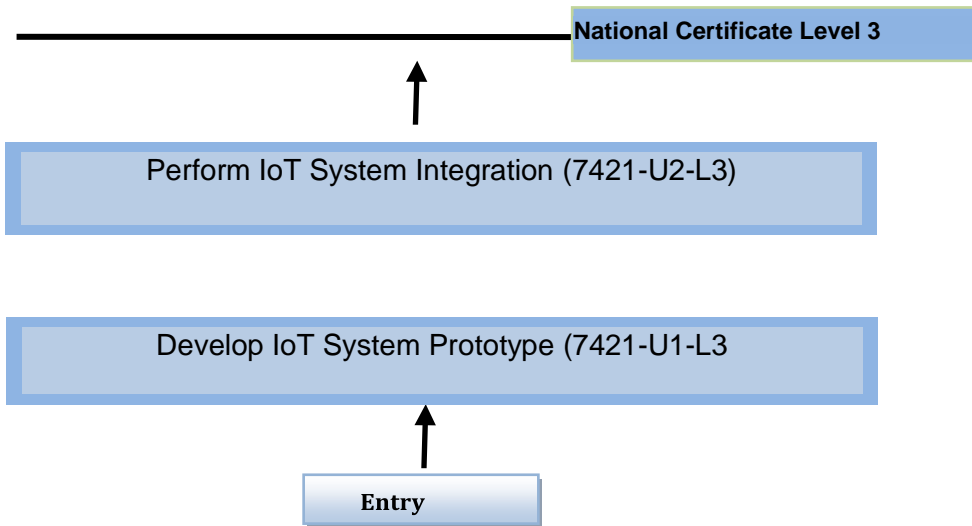 National Certificate Level 3
Perform IoT System Integration (7421-U2-L3)
Develop IoT System Prototype (7421-U1-L3
Entry